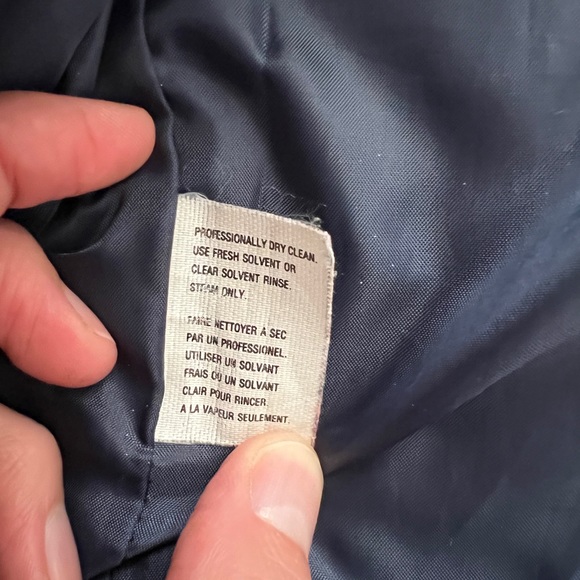 PROFESSIONALLY DRY CLEAN.
USE FRESH SOLVENT OR
CLEAR SOLVENT RINSE.
STEAM ONLY.
FAIRE NETTOYER À SEC
PAR UN PROFESSIONEL.
UTILISER UN SOLVANT
FRAIS OU UN SOLVANT
CLAIR POUR RINCER.
A LA VAPEUR SEULEMENT.